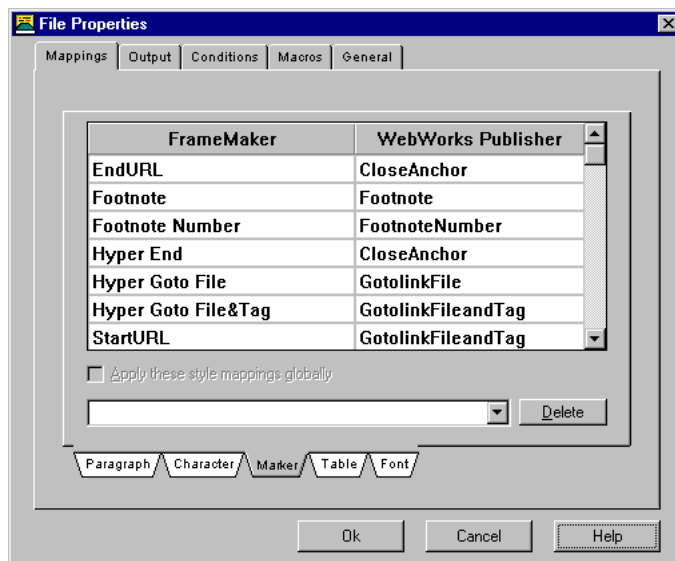 File Properties
Mappings Output Conditions Macros General
FrameMaker WebWorks Publisher
EndURL CloseAnchor
Footnote Footnote
Footnote Number FootnoteNumber
Hyper End CloseAnchor
Hyper Goto File GotolinkFile
Hyper Goto File&Tag GotolinkFileandTag
StartURL GotolinkFileandTag
Apply these style mappings globally
Delete
Paragraph Character Marker Table Font
Ok Cancel Help